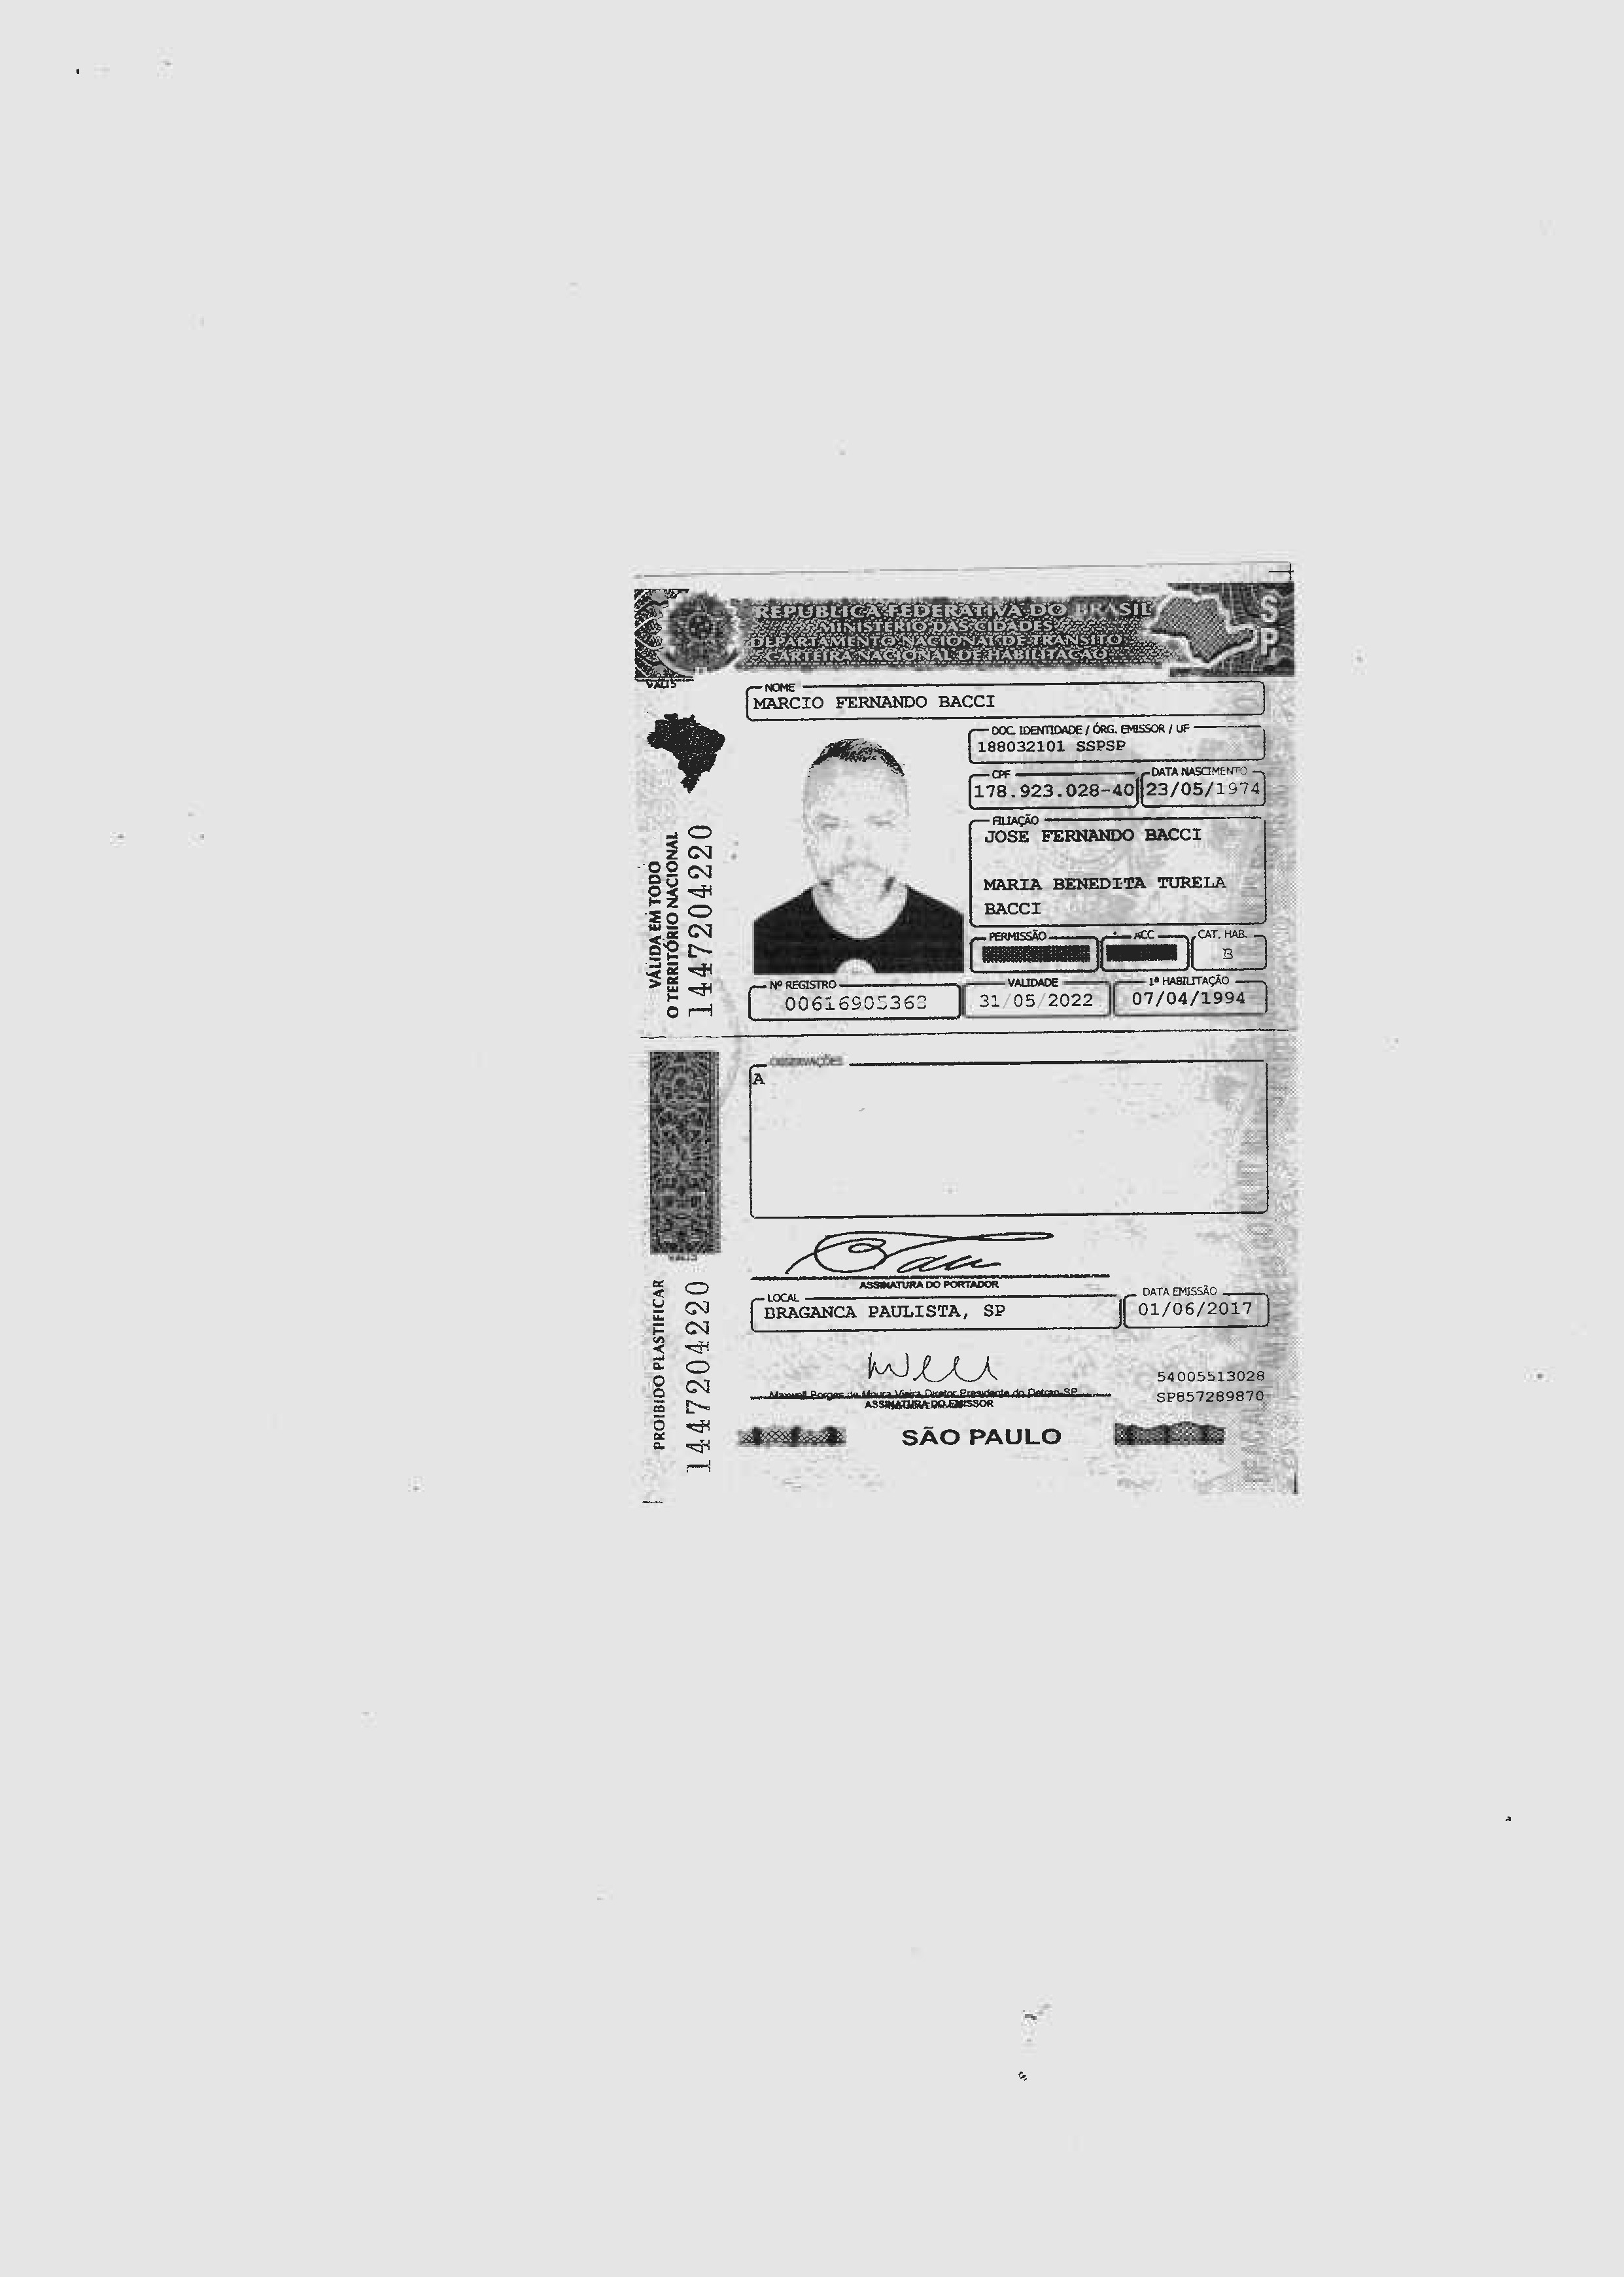 REPÚBLICA FEDERATIVA DO BRASIL
MINISTÉRIO DAS CIDADES
DEPARTAMENTO NACIONAL DE TRÂNSITO
CARTEIRA NACIONAL DE HABILITAÇÃO
SP
NOME
MARCIO FERNANDO BACCI
DOC. IDENTIDADE / ÓRG. EMISSOR / UF
188032101 SSPSP
CPF
178.923.028-40
DATA NASCIMENTO
23/05/1974
FILIAÇÃO
JOSE FERNANDO BACCI
MARIA BENEDITA TURELA
BACCI
PERMISSÃO
ACC
CAT. HAB.
B
Nº REGISTRO
VALIDADE
31/05/2022
1ª HABILITAÇÃO
07/04/1994
VÁLIDA EM TODO
O TERRITÓRIO NACIONAL
1447204220
OBSERVAÇÕES
A
ASSINATURA DO PORTADOR
LOCAL
BRAGANCA PAULISTA, SP
DATA EMISSÃO
01/06/2017
Maxwell Borges de Moura Vieira Diretor Presidente do Detran-SP
ASSINATURA DO EMISSOR
54005513028
SP857289870
SÃO PAULO
PROIBIDO PLASTIFICAR
1447204220